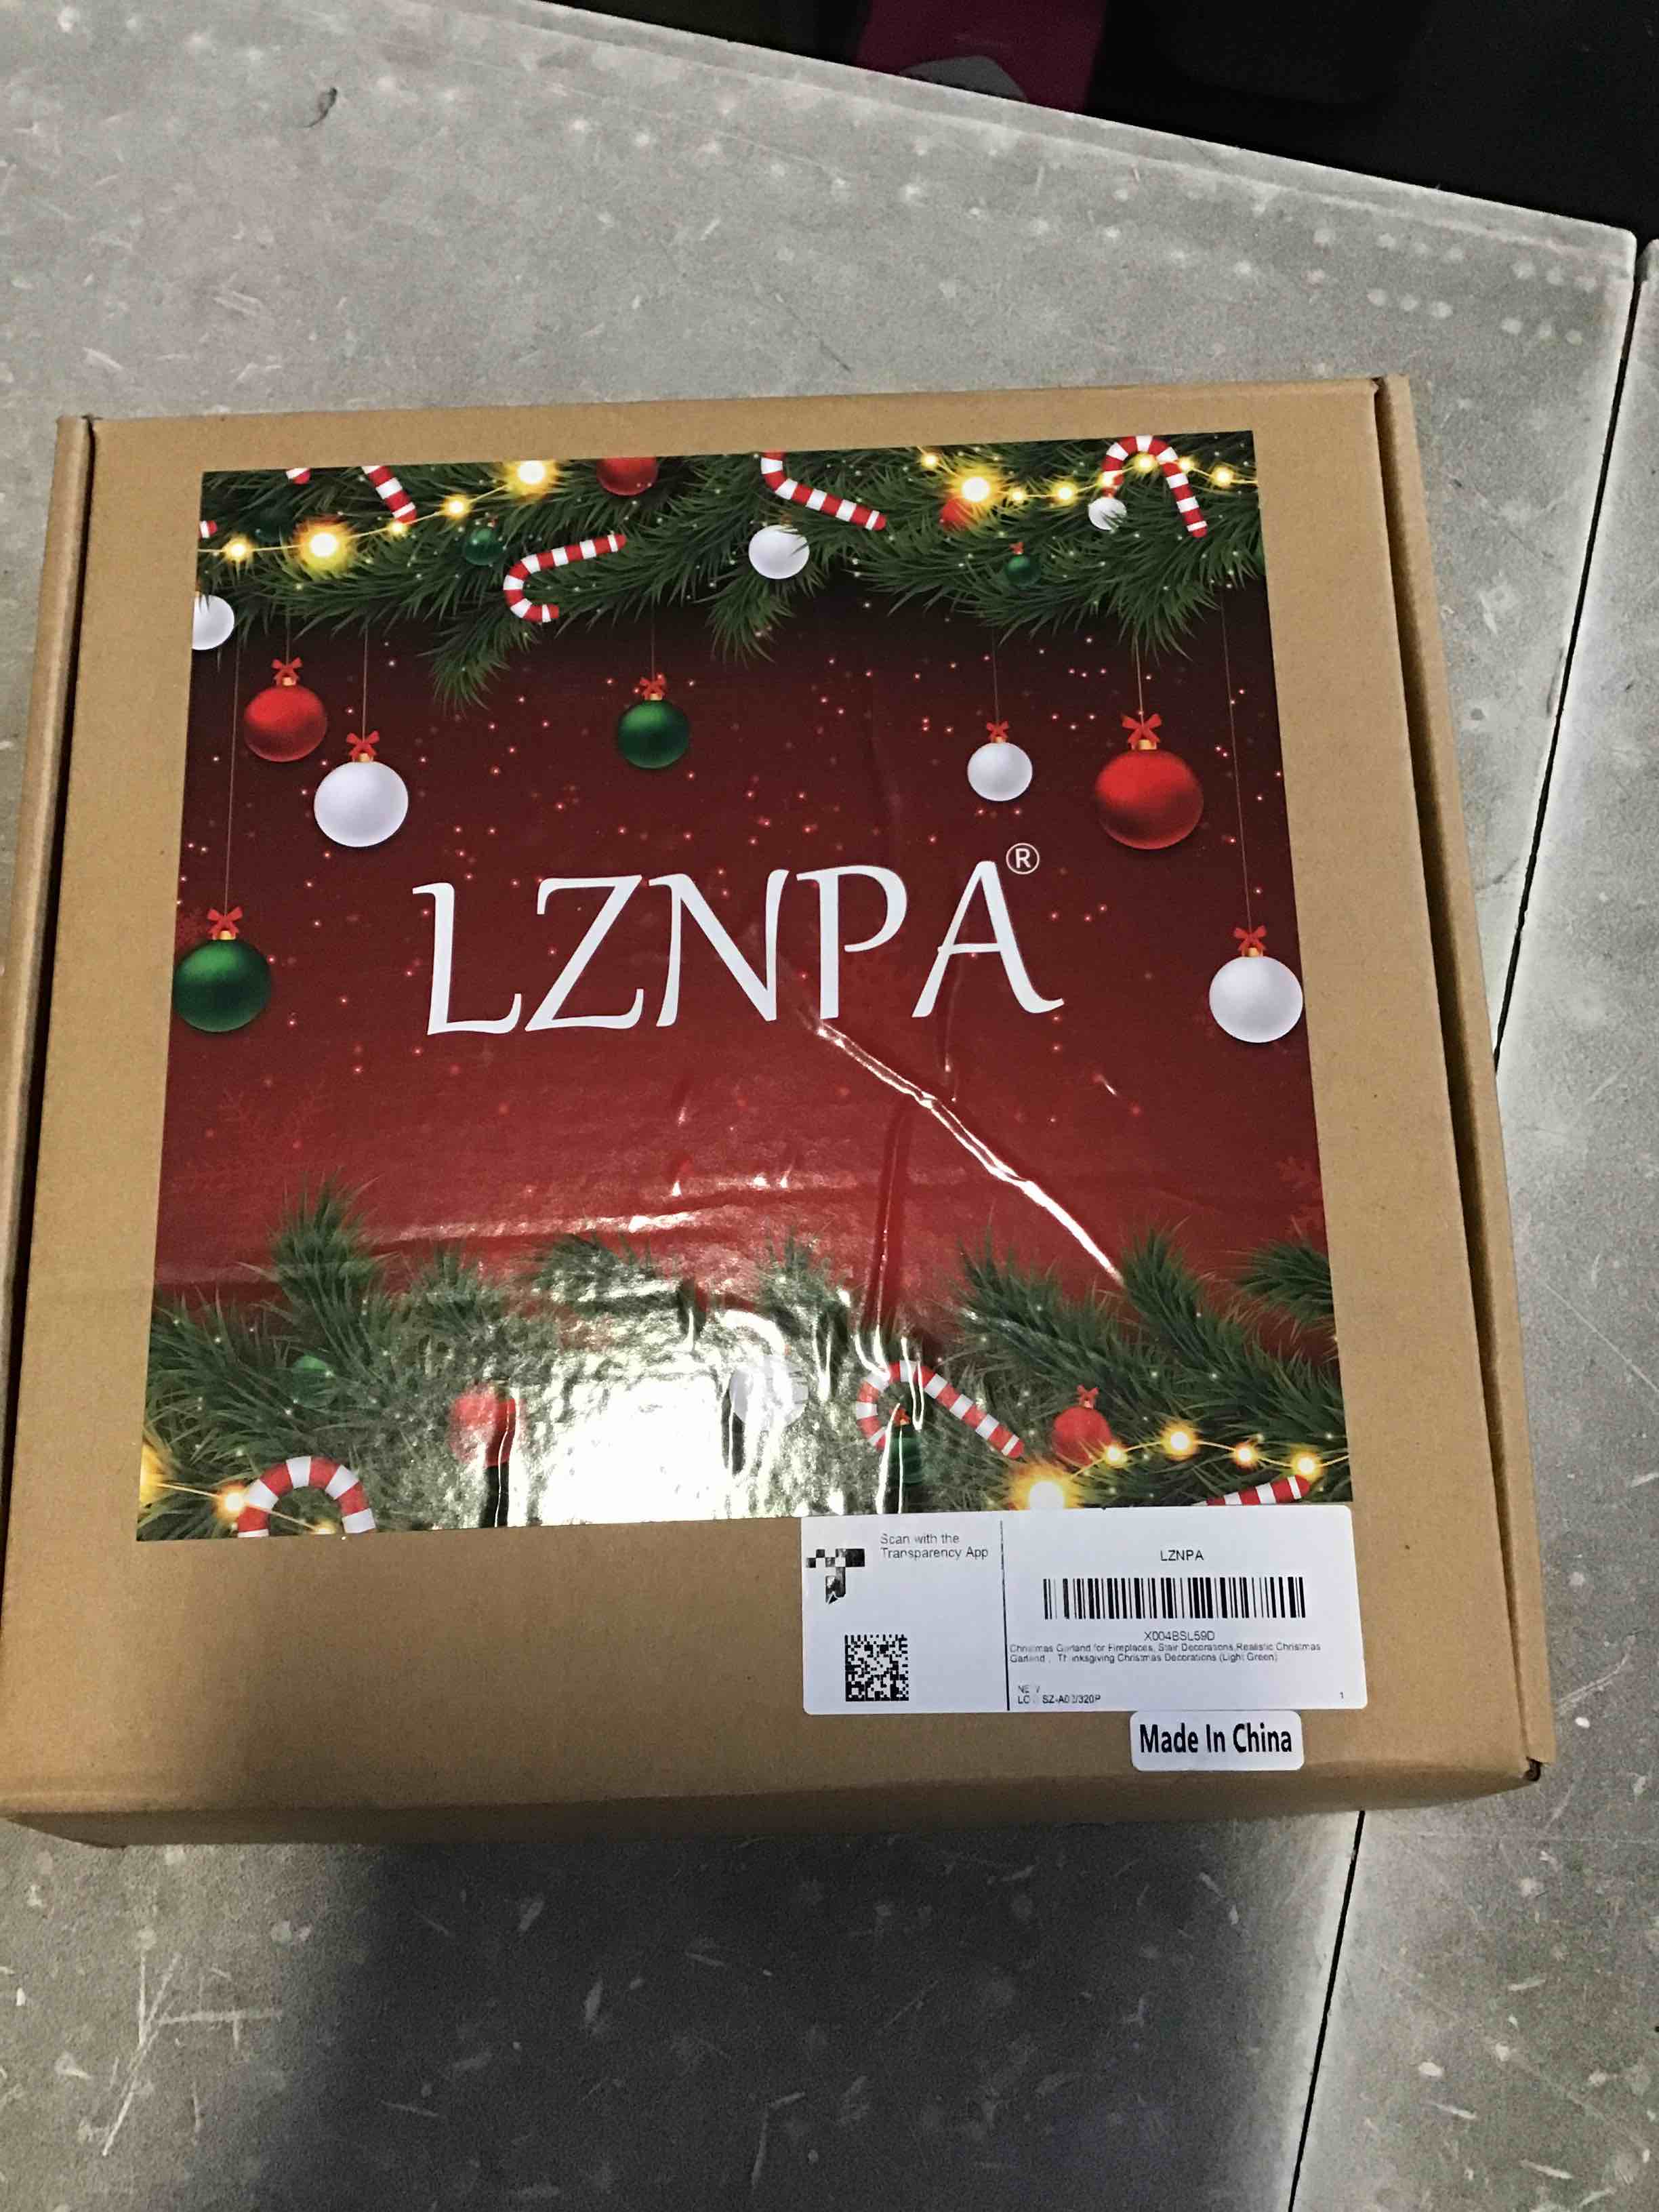 LZNPA®
Scan with the
Transparency App
LZNPA
X004BSL59D
Christmas Garland for Fireplaces, Stair Decorations,Realistic Christmas
Garland , Thanksgiving Christmas Decorations (Light Green)
NEW
1
Made In China